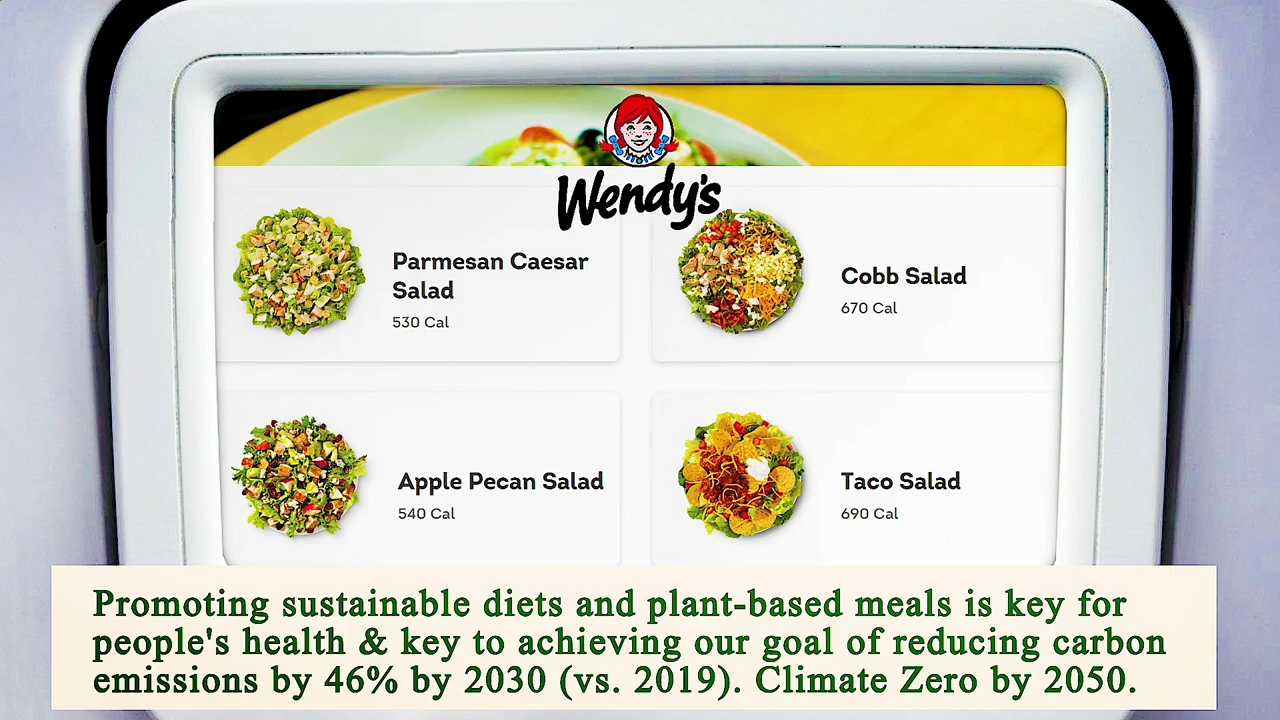 Wendy's
Parmesan Caesar
Salad
530 Cal
Cobb Salad
670 Cal
Apple Pecan Salad
540 Cal
Taco Salad
690 Cal
Promoting sustainable diets and plant-based meals is key for
people's health & key to achieving our goal of reducing carbon
emissions by 46% by 2030 (vs. 2019). Climate Zero by 2050.